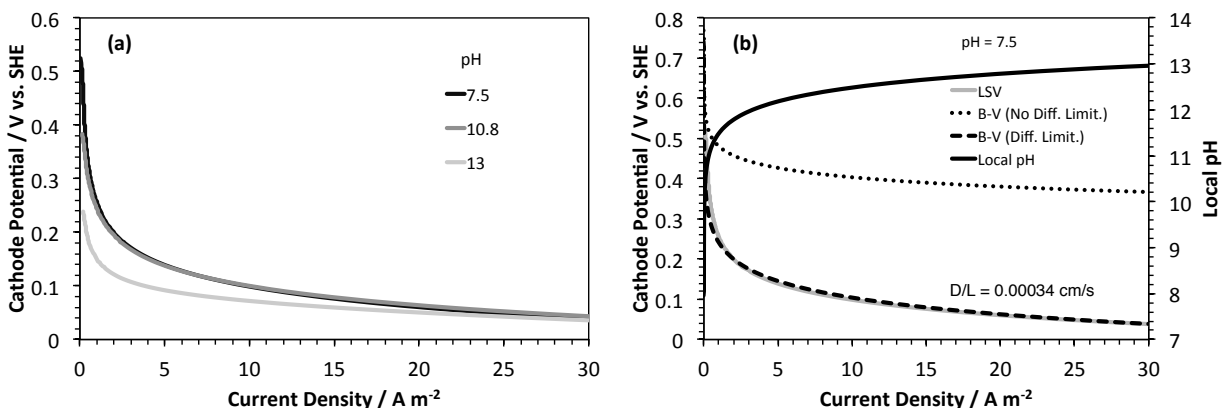 (a)
pH
7.5
10.8
13
Cathode Potential / V vs. SHE
0.6
0.5
0.4
0.3
0.2
0.1
0
0 5 10 15 20 25 30
Current Density / A m⁻²
(b)
pH = 7.5
LSV
B-V (No Diff. Limit.)
B-V (Diff. Limit.)
Local pH
D/L = 0.00034 cm/s
Cathode Potential / V vs. SHE
0.8
0.7
0.6
0.5
0.4
0.3
0.2
0.1
0
0 5 10 15 20 25 30
Current Density / A m⁻²
14
13
12
11
10
9
8
7
Local pH